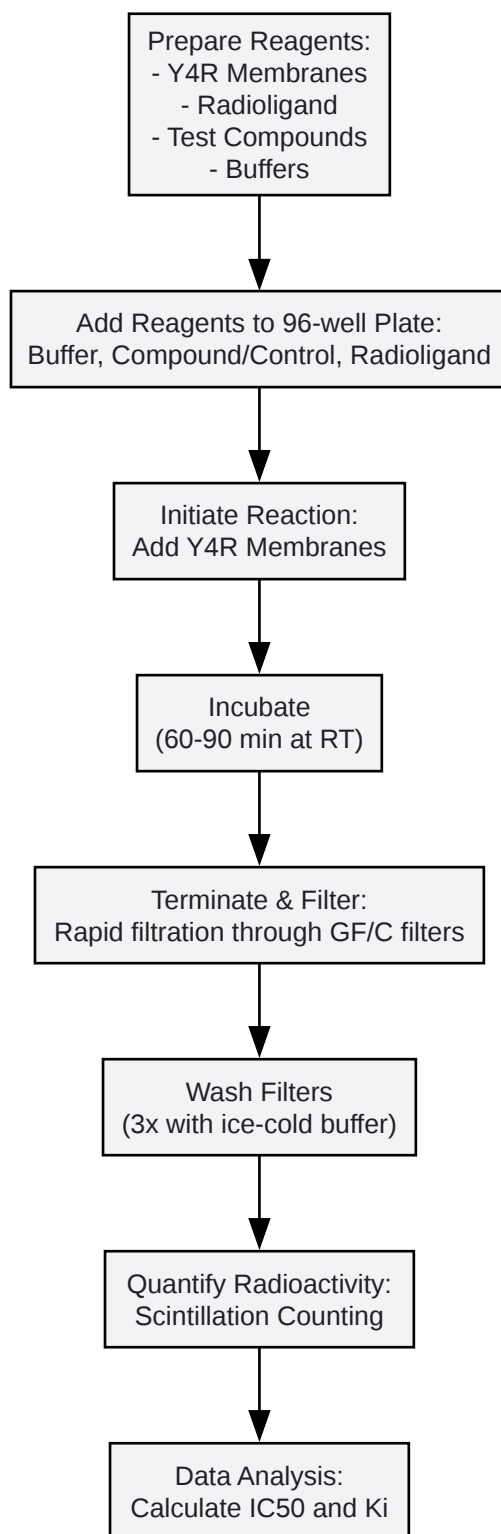 Prepare Reagents:
- Y4R Membranes
- Radioligand
- Test Compounds
- Buffers
Add Reagents to 96-well Plate:
Buffer, Compound/Control, Radioligand
Initiate Reaction:
Add Y4R Membranes
Incubate
(60-90 min at RT)
Terminate & Filter:
Rapid filtration through GF/C filters
Wash Filters
(3x with ice-cold buffer)
Quantify Radioactivity:
Scintillation Counting
Data Analysis:
Calculate IC50 and Ki